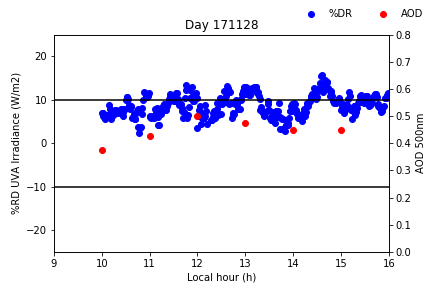 %DR AOD
Day 171128
%RD UVA Irradiance (W/m2)
20
10
0
−10
−20
0.8
0.7
0.6
0.5
0.4
0.3
0.2
0.1
0.0
AOD 500nm
9 10 11 12 13 14 15 16
Local hour (h)